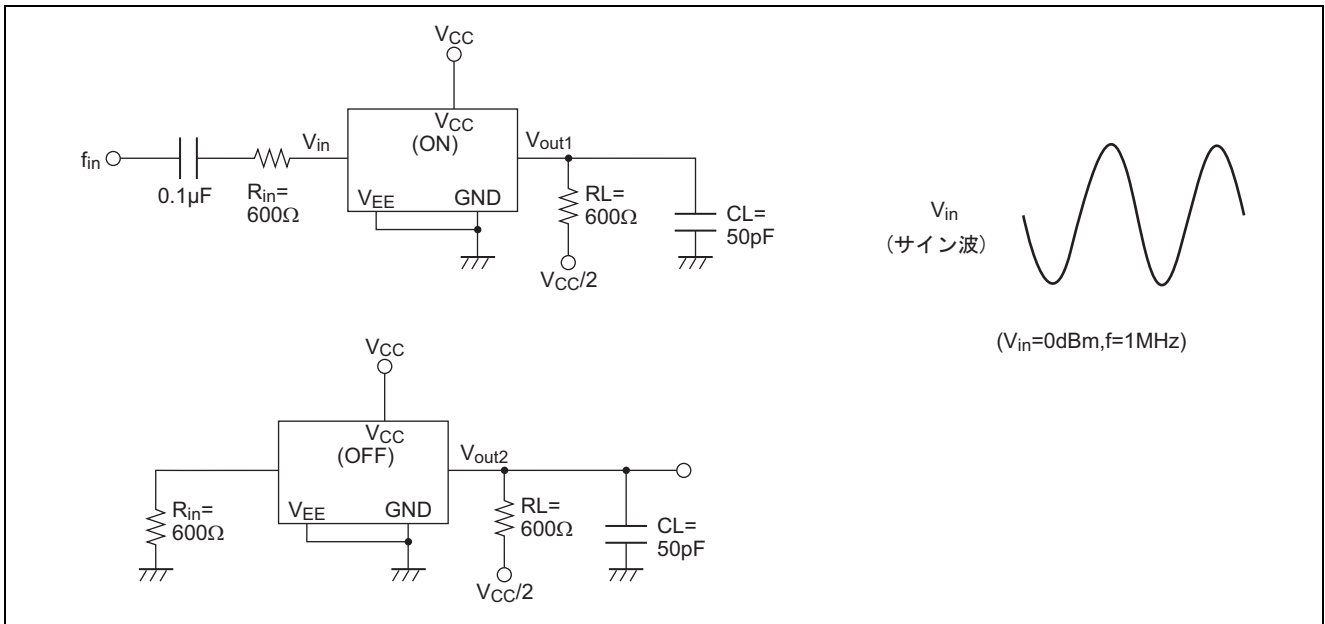 VCC
VCC
(ON)
fin
0.1μF
Rin=
600Ω
Vin
VEE
GND
Vout1
RL=
600Ω
VCC/2
CL=
50pF
Vin
(サイン波)
(Vin=0dBm,f=1MHz)
VCC
VCC
(OFF)
Rin=
600Ω
VEE
GND
Vout2
RL=
600Ω
VCC/2
CL=
50pF